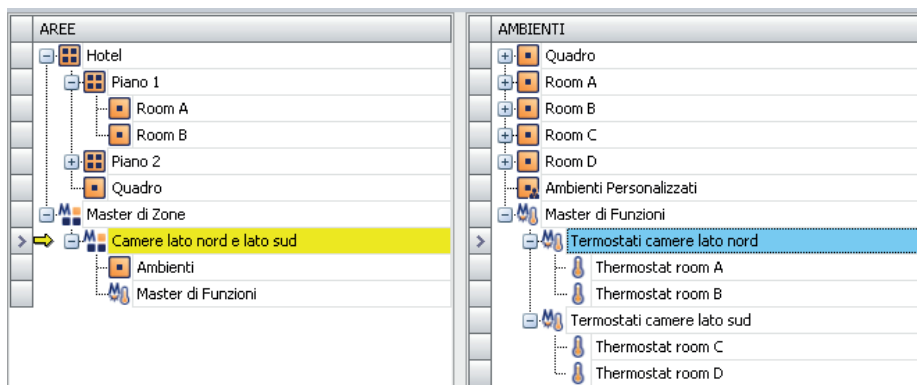 AREE
Hotel
Piano 1
Room A
Room B
Piano 2
Quadro
Master di Zone
Camere lato nord e lato sud
Ambienti
Master di Funzioni
AMBIENTI
Quadro
Room A
Room B
Room C
Room D
Ambienti Personalizzati
Master di Funzioni
Termostati camere lato nord
Thermostat room A
Thermostat room B
Termostati camere lato sud
Thermostat room C
Thermostat room D